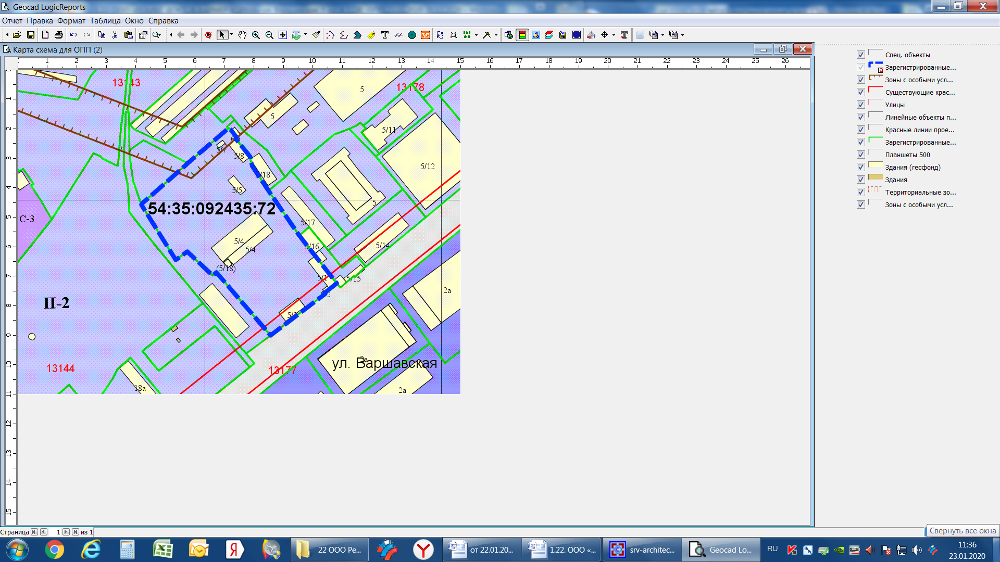 Geocad LogicReports
Отчет Правка Формат Таблица Окно Справка
Карта схема для ОПП (2)
1 2 3 4 5 6 7 8 9 10 11 12 13 14 15 16 17 18 19 20 21 22 23 24 25 26
1
2
3
4
5
6
7
8
9
10
11
12
13
14
15
13143
13178
5
5
5/11
5/7
5/8
5/12
/18
5/5
5
54:35:092435:72
С-3
5/17
5/4
5/4
5/16
5/14
(5/18)
5/1
5/15
2а
П-2
13144
13177
ул. Варшавская
18а
2а
Спец. объекты
Зарегистрированные...
Зоны с особыми усл...
Существующие крас...
Улицы
Линейные объекты п...
Красные линии прое...
Зарегистрированные...
Планшеты 500
Здания (геофонд)
Здания
Территориальные зо...
Зоны с особыми усл...
Страница 1 из 1
Свернуть все окна
22 ООО Ре...
от 22.01.20...
1.22. ООО «...
srv-architec...
Geocad Lo...
RU
11:36
23.01.2020